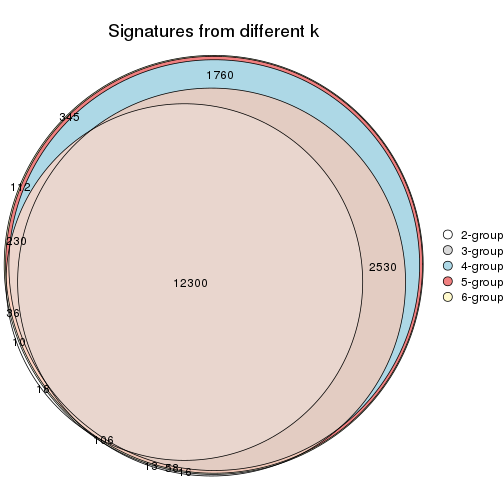 Signatures from different k
1760
345
112
230
2530
12300
36
10
18
106
13
58
16
2-group
3-group
4-group
5-group
6-group